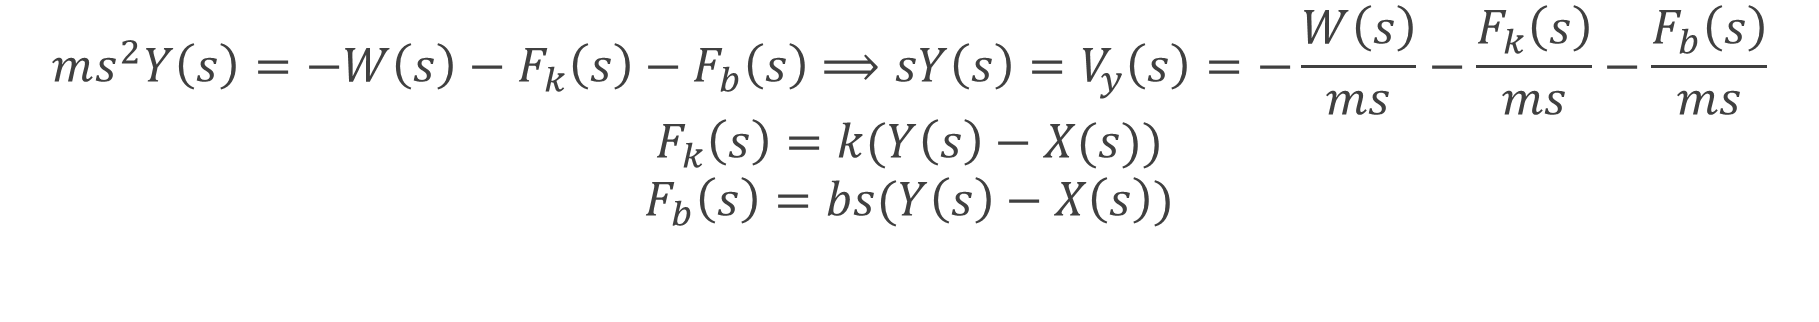 ms²Y(s) = −W(s) − F_k(s) − F_b(s) ⟹ sY(s) = V_y(s) = − W(s)/ms − F_k(s)/ms − F_b(s)/ms
F_k(s) = k(Y(s) − X(s))
F_b(s) = bs(Y(s) − X(s))